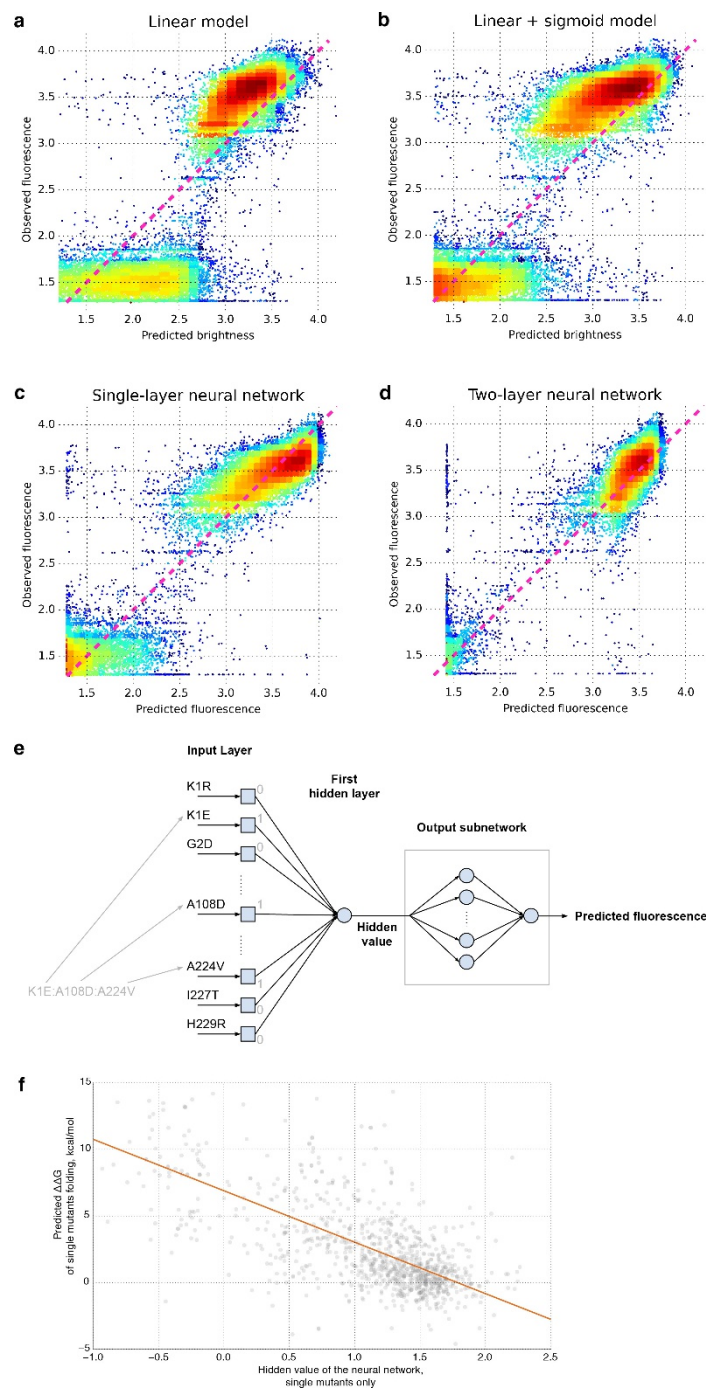 a
Linear model
4.0
3.5
3.0
2.5
2.0
1.5
Observed fluorescence
1.5 2.0 2.5 3.0 3.5 4.0
Predicted brightness
b
Linear + sigmoid model
4.0
3.5
3.0
2.5
2.0
1.5
Observed fluorescence
1.5 2.0 2.5 3.0 3.5 4.0
Predicted brightness
c
Single-layer neural network
4.0
3.5
3.0
2.5
2.0
1.5
Observed fluorescence
1.5 2.0 2.5 3.0 3.5 4.0
Predicted fluorescence
d
Two-layer neural network
4.0
3.5
3.0
2.5
2.0
1.5
Observed fluorescence
1.5 2.0 2.5 3.0 3.5 4.0
Predicted fluorescence
e
Input Layer
First
hidden layer
Output subnetwork
K1R 0
K1E 1
G2D 0
A108D 1
A224V 1
I227T 0
H229R 0
K1E:A108D:A224V
Hidden
value
Predicted fluorescence
f
15
10
5
0
−5
Predicted ΔΔG
of single mutants folding, kcal/mol
−1.0 −0.5 0.0 0.5 1.0 1.5 2.0 2.5
Hidden value of the neural network,
single mutants only